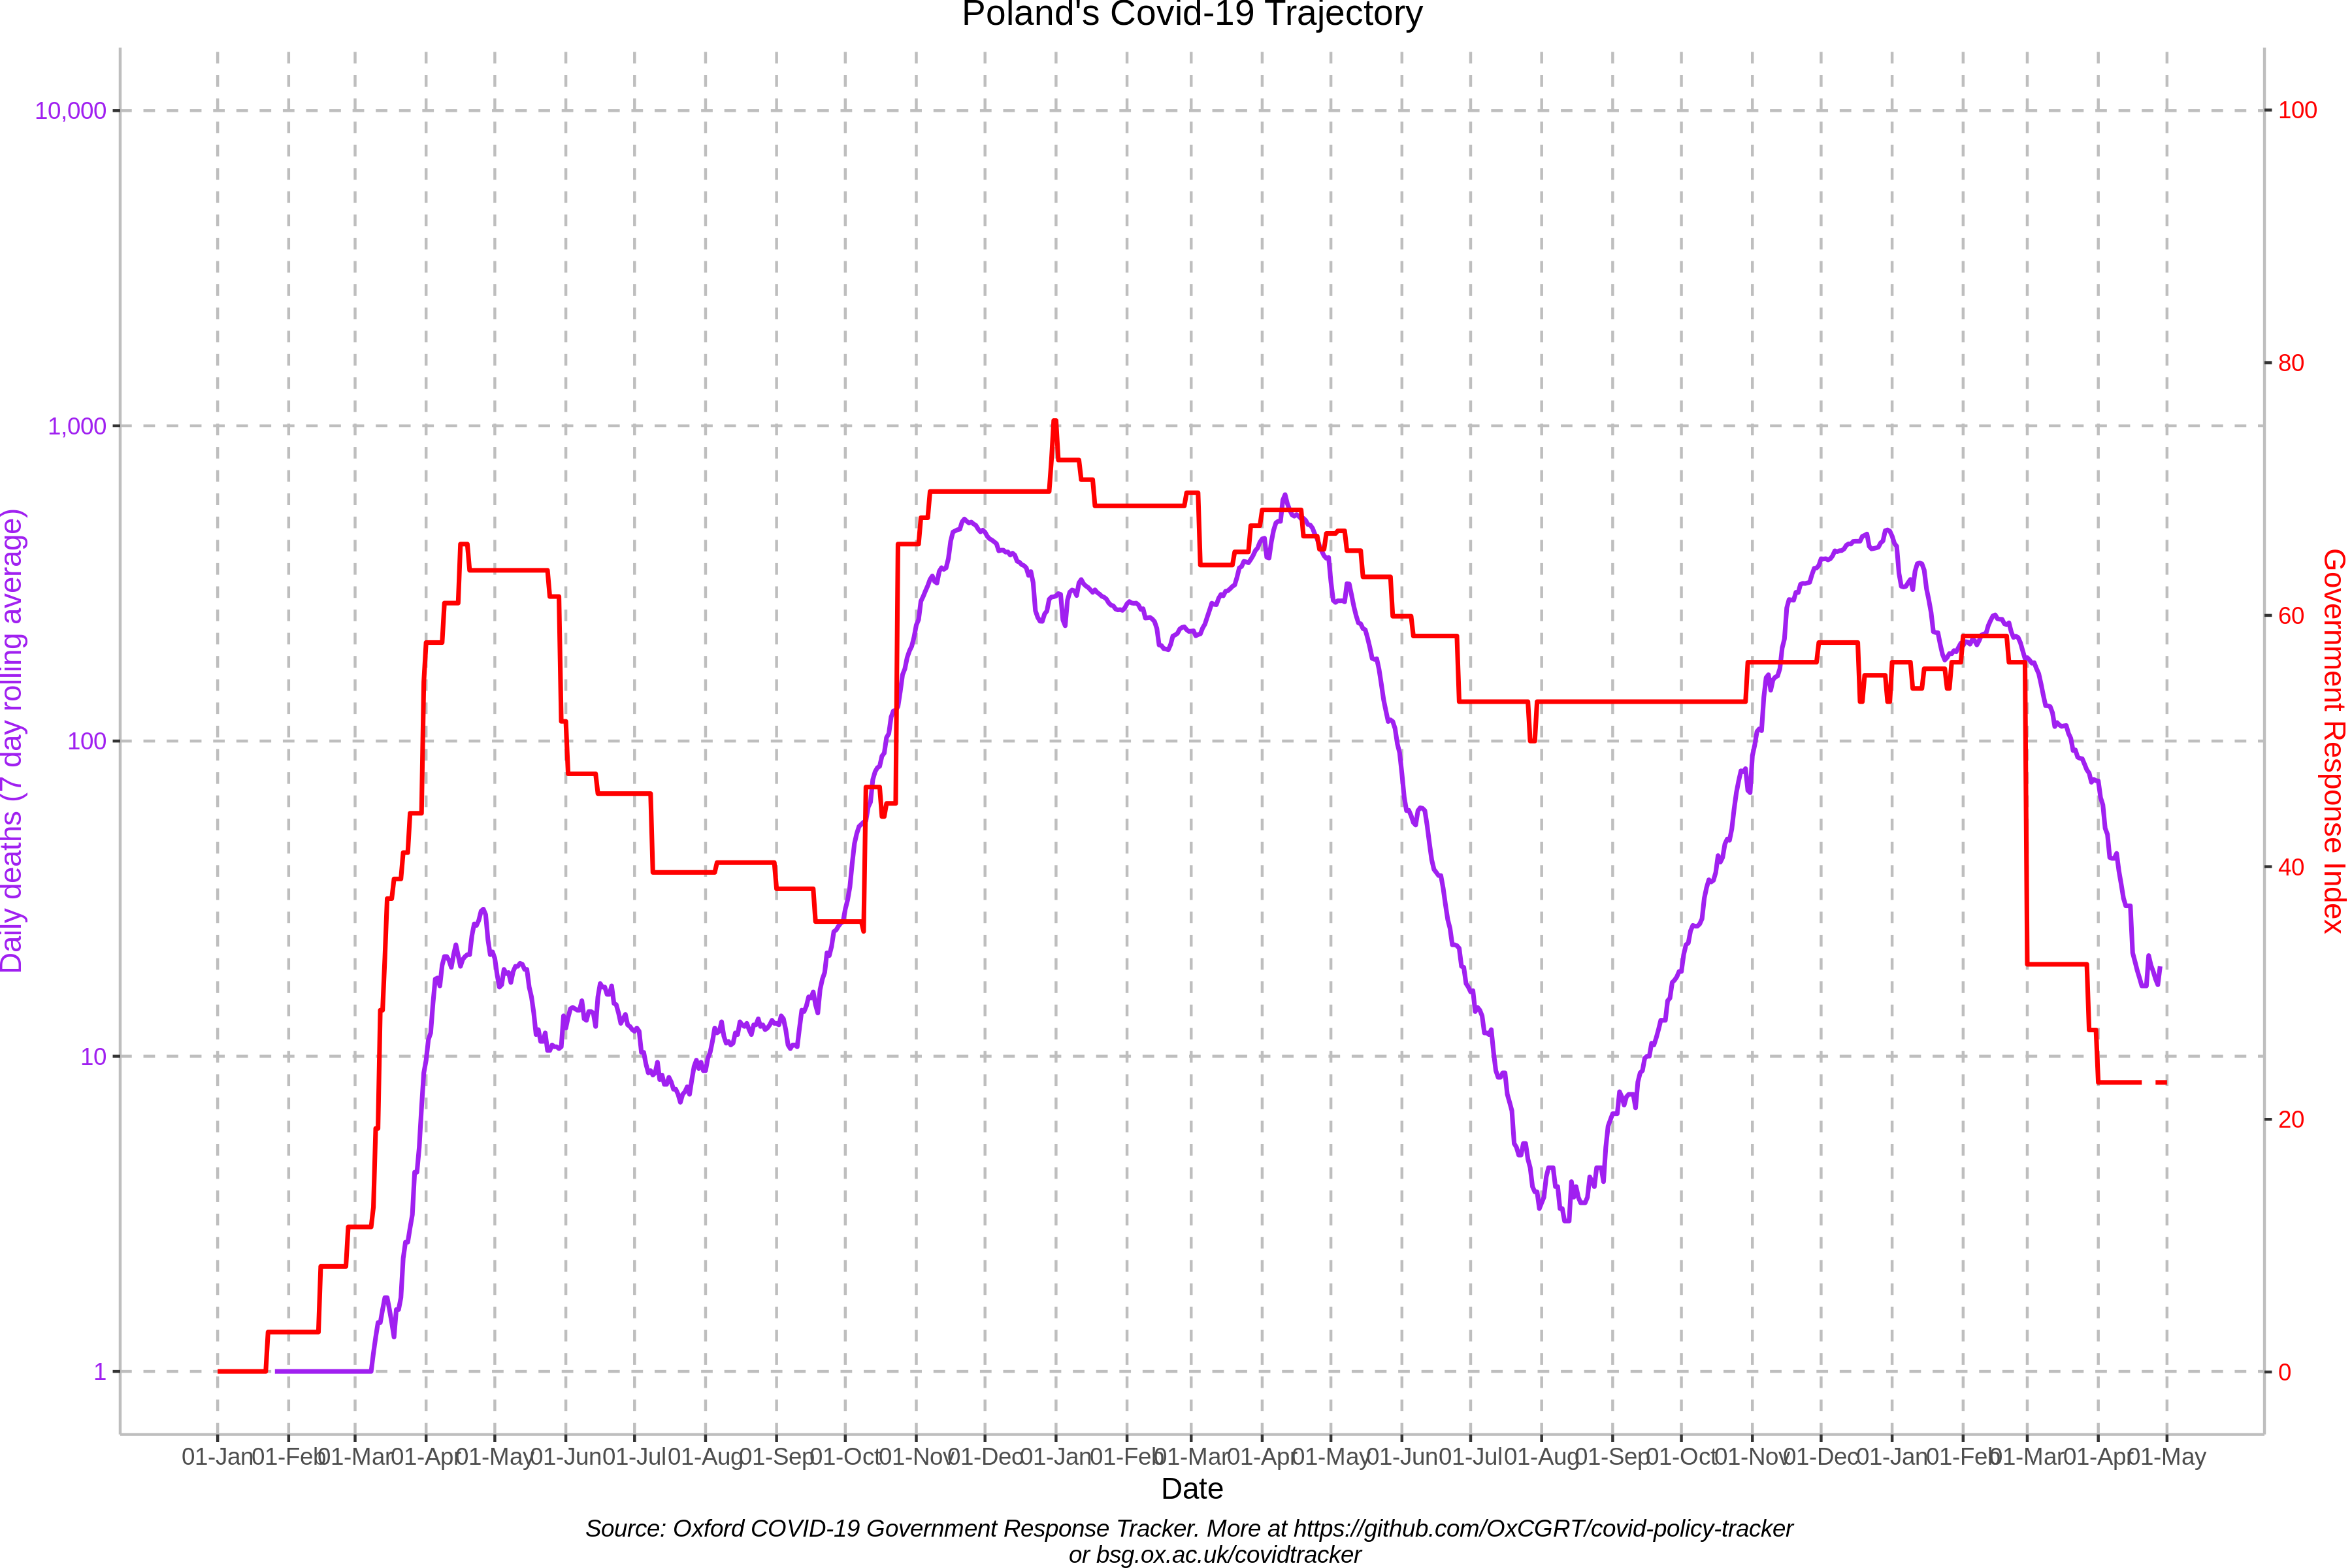 Poland's Covid-19 Trajectory
10,000
1,000
100
10
1
Daily deaths (7 day rolling average)
100
80
60
40
20
0
Government Response Index
01-Jan 01-Feb 01-Mar 01-Apr 01-May 01-Jun 01-Jul 01-Aug 01-Sep 01-Oct 01-Nov 01-Dec 01-Jan 01-Feb 01-Mar 01-Apr 01-May 01-Jun 01-Jul 01-Aug 01-Sep 01-Oct 01-Nov 01-Dec 01-Jan 01-Feb 01-Mar 01-Apr 01-May
Date
Source: Oxford COVID-19 Government Response Tracker. More at https://github.com/OxCGRT/covid-policy-tracker
or bsg.ox.ac.uk/covidtracker